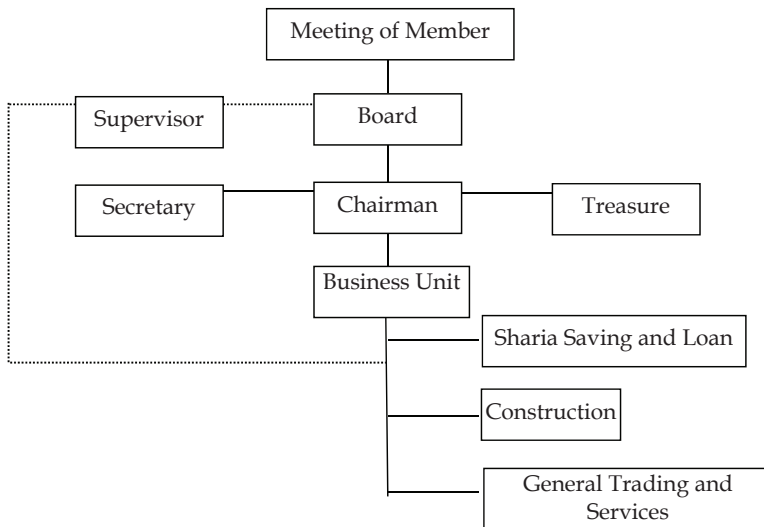 Meeting of Member
Supervisor
Board
Secretary
Chairman
Treasure
Business Unit
Sharia Saving and Loan
Construction
General Trading and
Services